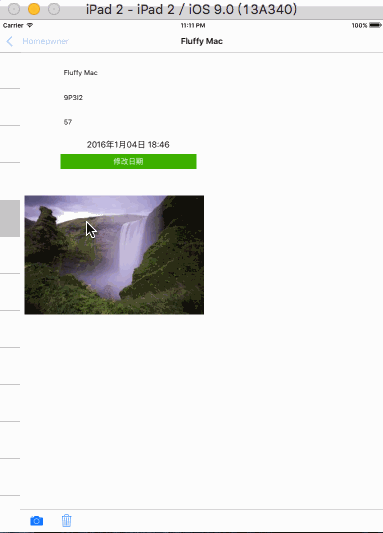 iPad 2 - iPad 2 / iOS 9.0 (13A340)
Carrier 11:11 PM 100%
Homepwner Fluffy Mac
Fluffy Mac
9P3I2
57
2016年1月04日 18:46
修改日期